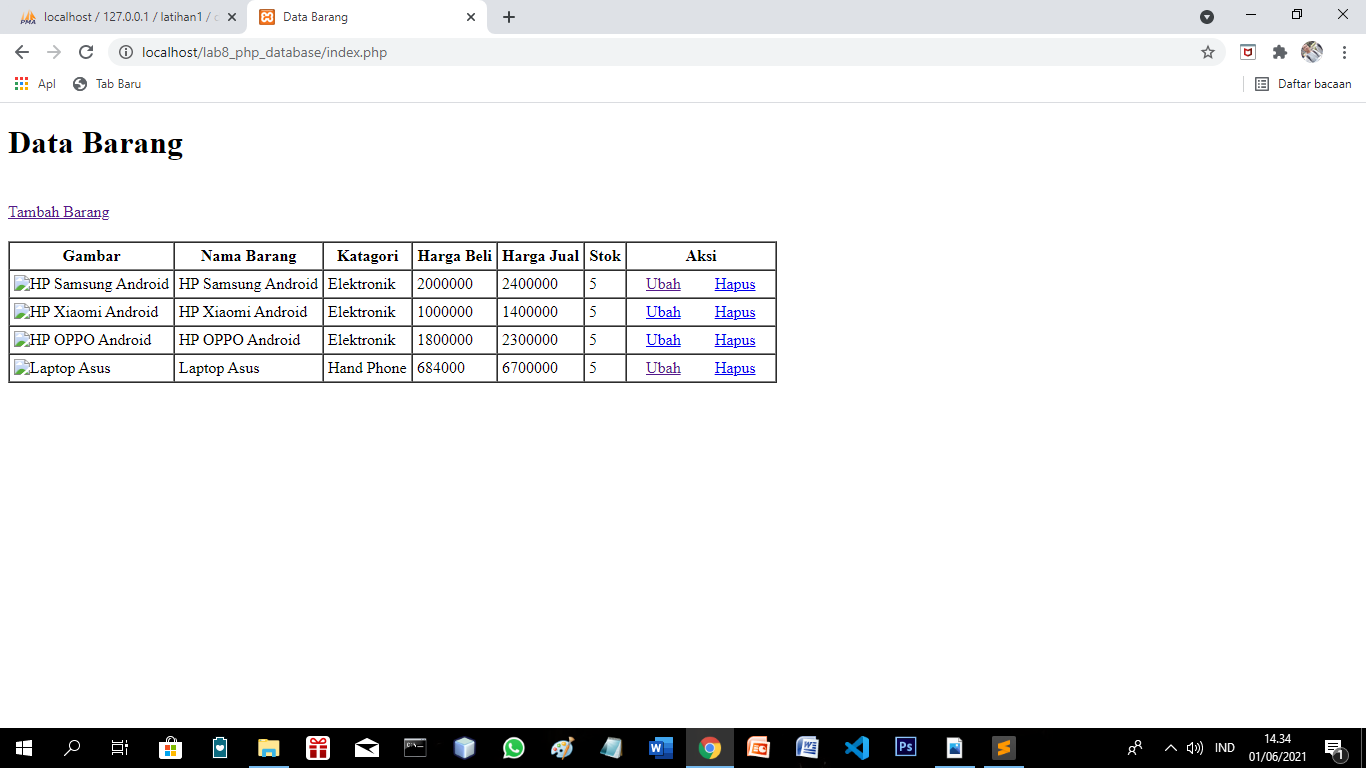 localhost / 127.0.0.1 / latihan1 /
Data Barang
localhost/lab8_php_database/index.php
Apl
Tab Baru
Daftar bacaan
Data Barang
Tambah Barang
Gambar Nama Barang Katagori Harga Beli Harga Jual Stok Aksi
HP Samsung Android HP Samsung Android Elektronik 2000000 2400000 5 Ubah Hapus
HP Xiaomi Android HP Xiaomi Android Elektronik 1000000 1400000 5 Ubah Hapus
HP OPPO Android HP OPPO Android Elektronik 1800000 2300000 5 Ubah Hapus
Laptop Asus Laptop Asus Hand Phone 684000 6700000 5 Ubah Hapus
IND
14.34
01/06/2021
1